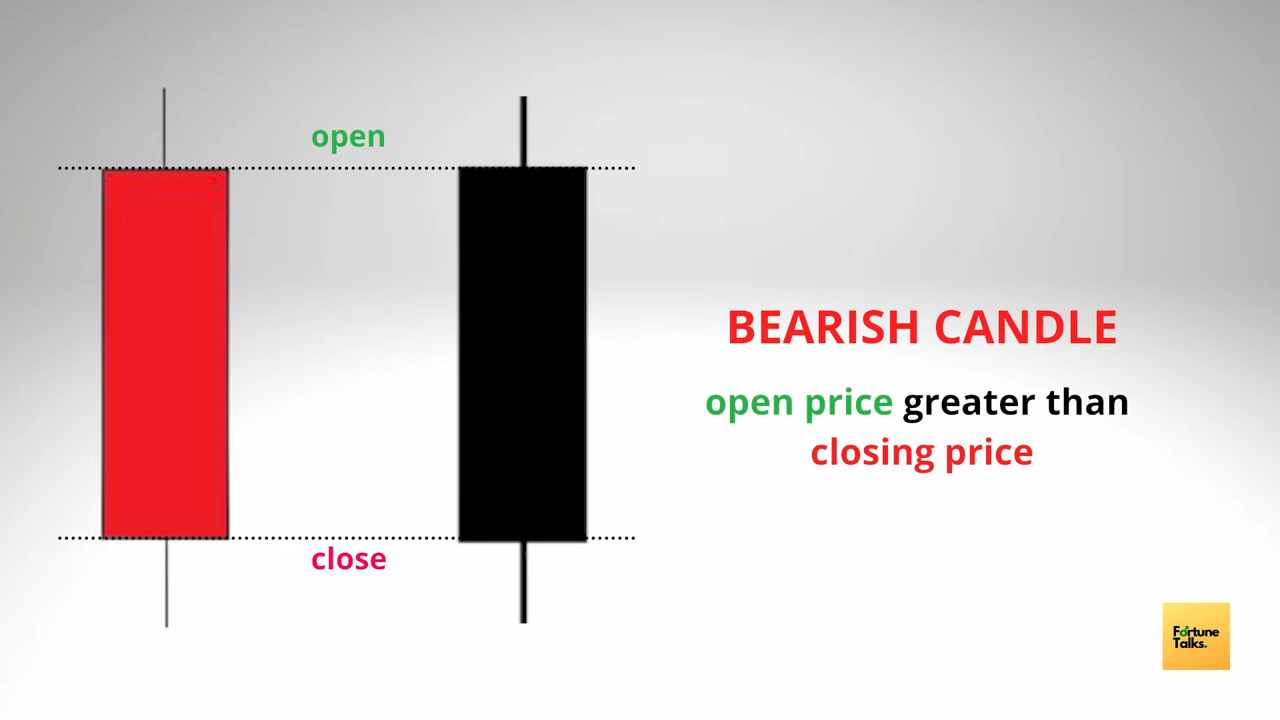 open
close
BEARISH CANDLE
open price greater than
closing price
Fortune
Talks.